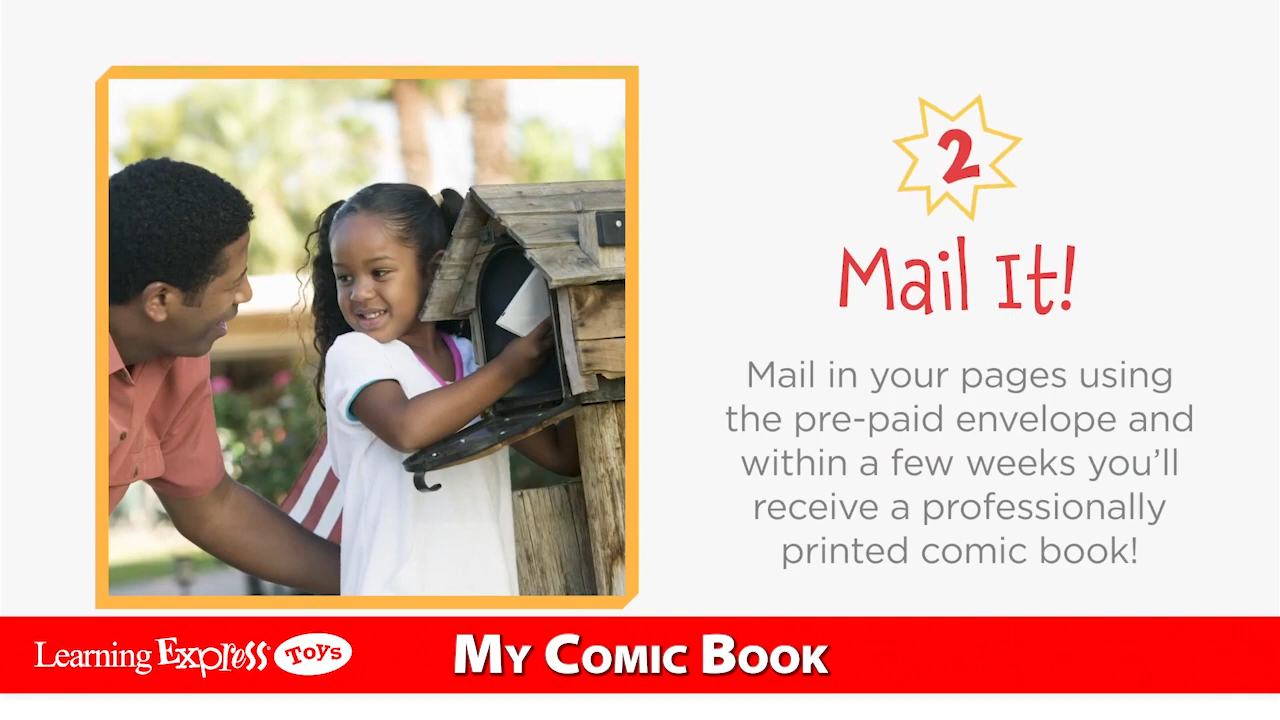 2
Mail It!
Mail in your pages using
the pre-paid envelope and
within a few weeks you'll
receive a professionally
printed comic book!
Learning Express Toys
My Comic Book